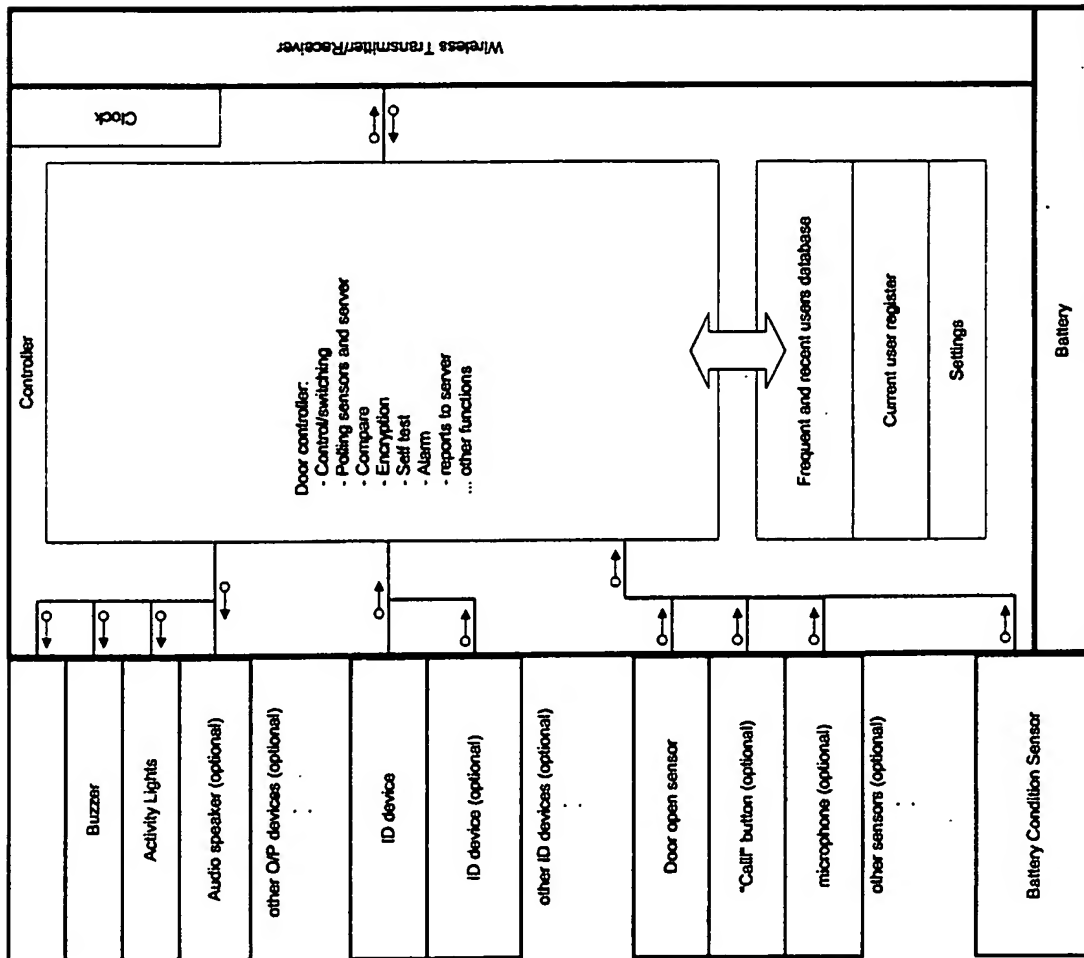 Controller
Wireless Transmitter/Receiver
Clock
Door controller:
- Control/switching
- Polling sensors and server
- Compare
- Encryption
- Self test
- Alarm
- reports to server
... other functions
Frequent and recent users database
Current user register
Settings
Battery
Buzzer
Activity Lights
Audio speaker (optional)
other O/P devices (optional)
ID device
ID device (optional)
other ID devices (optional)
Door open sensor
"Call" button (optional)
microphone (optional)
other sensors (optional)
Battery Condition Sensor